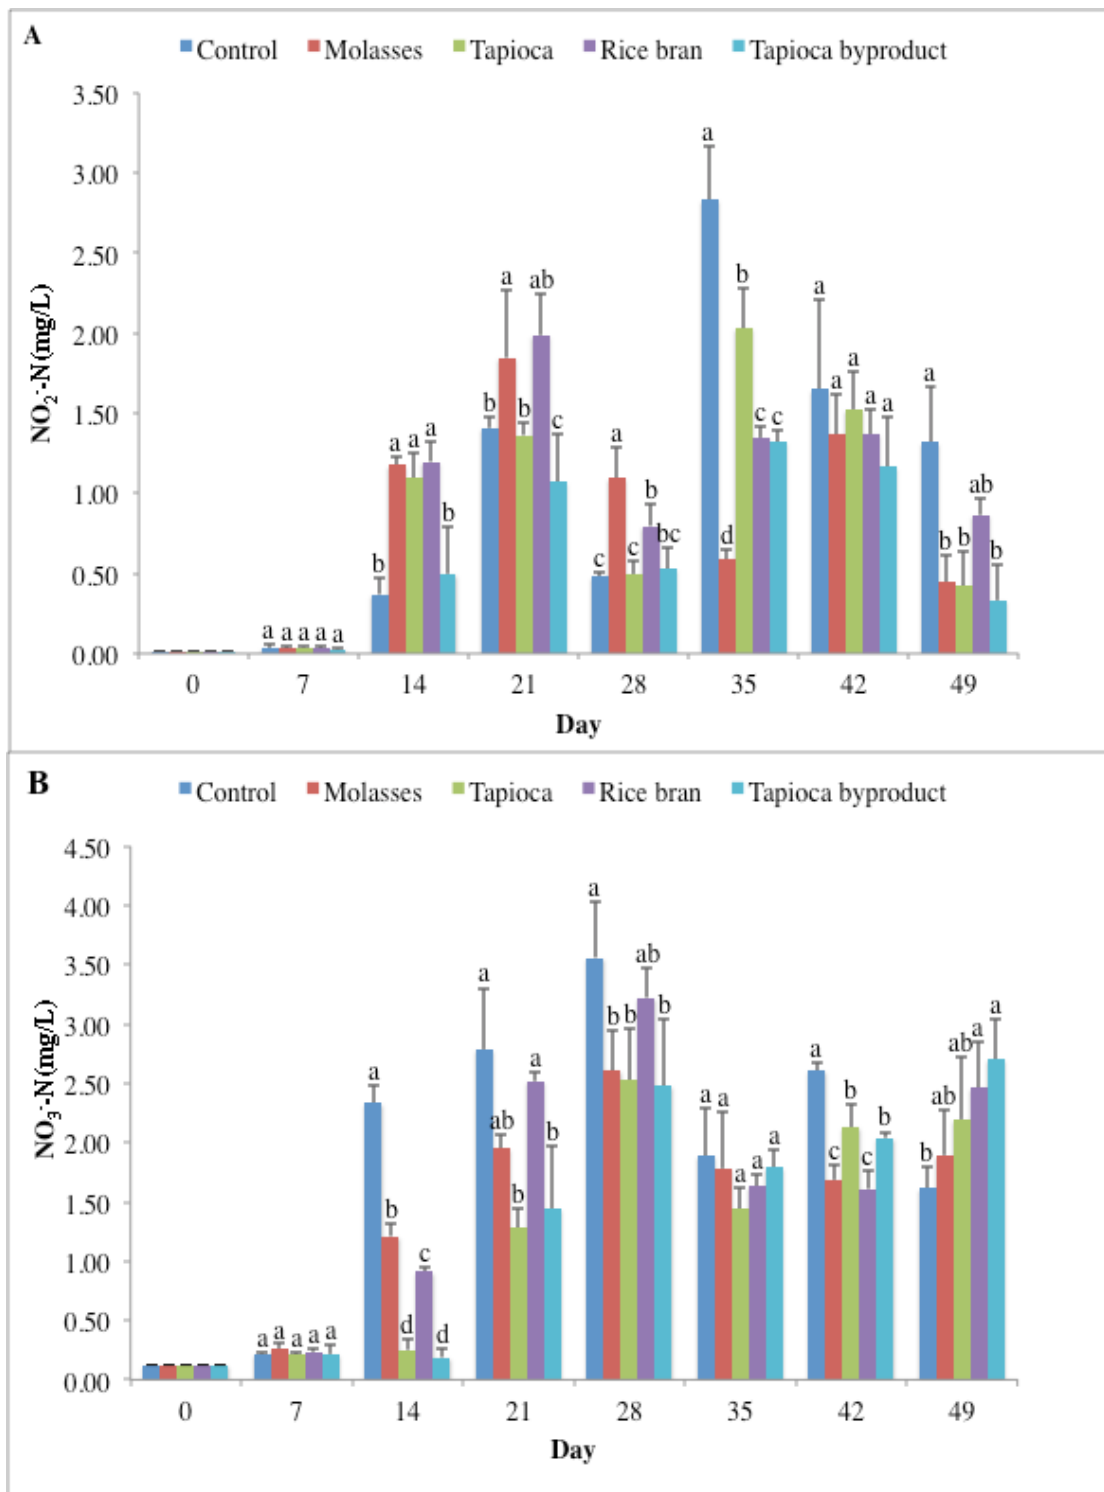 A
Control Molasses Tapioca Rice bran Tapioca byproduct
3.50
3.00
2.50
2.00
1.50
1.00
0.50
0.00
NO₂⁻-N(mg/L)
a a a a a
b a a a b
b a b ab c
c a c b bc
a d b c c
a a a a a
a b b ab b
0 7 14 21 28 35 42 49
Day
B
Control Molasses Tapioca Rice bran Tapioca byproduct
4.50
4.00
3.50
3.00
2.50
2.00
1.50
1.00
0.50
0.00
NO₃⁻-N(mg/L)
a a a a a
a b d c d
a ab b a b
a b b ab b
a a a a a
a c b c b
b ab ab a a
0 7 14 21 28 35 42 49
Day